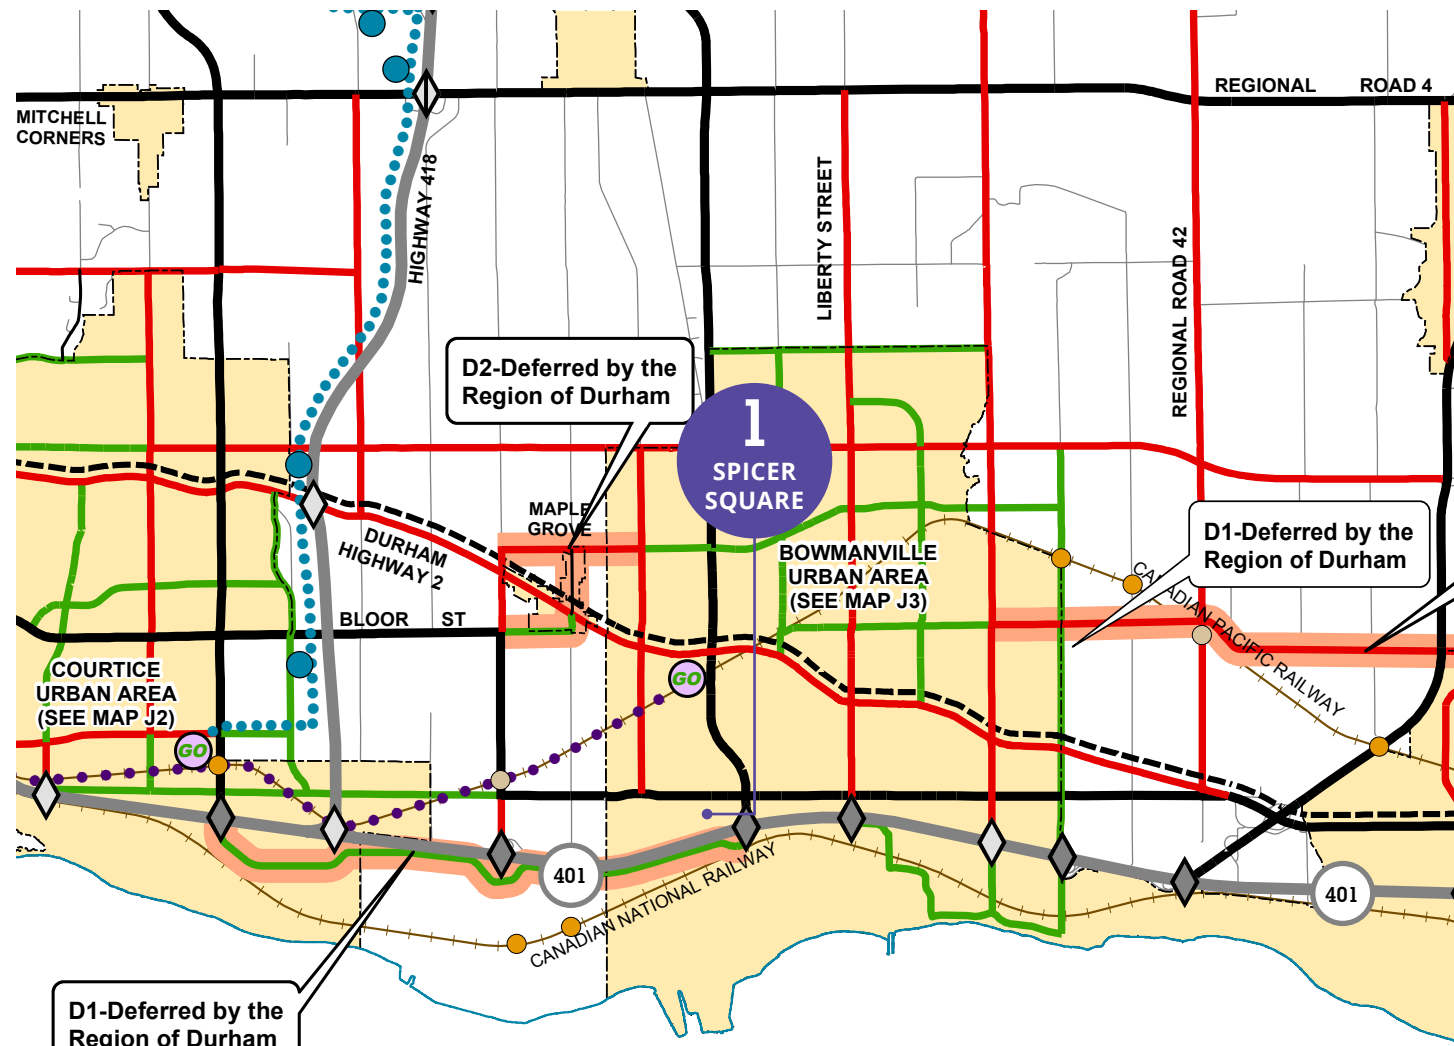 REGIONAL ROAD 4
MITCHELL
CORNERS
HIGHWAY 418
LIBERTY STREET
REGIONAL ROAD 42
D2-Deferred by the
Region of Durham
1
SPICER
SQUARE
MAPLE
GROVE
DURHAM
HIGHWAY 2
BOWMANVILLE
URBAN AREA
(SEE MAP J3)
D1-Deferred by the
Region of Durham
CANADIAN PACIFIC RAILWAY
BLOOR ST
COURTICE
URBAN AREA
(SEE MAP J2)
GO
GO
401
401
CANADIAN NATIONAL RAILWAY
D1-Deferred by the
Region of Durham